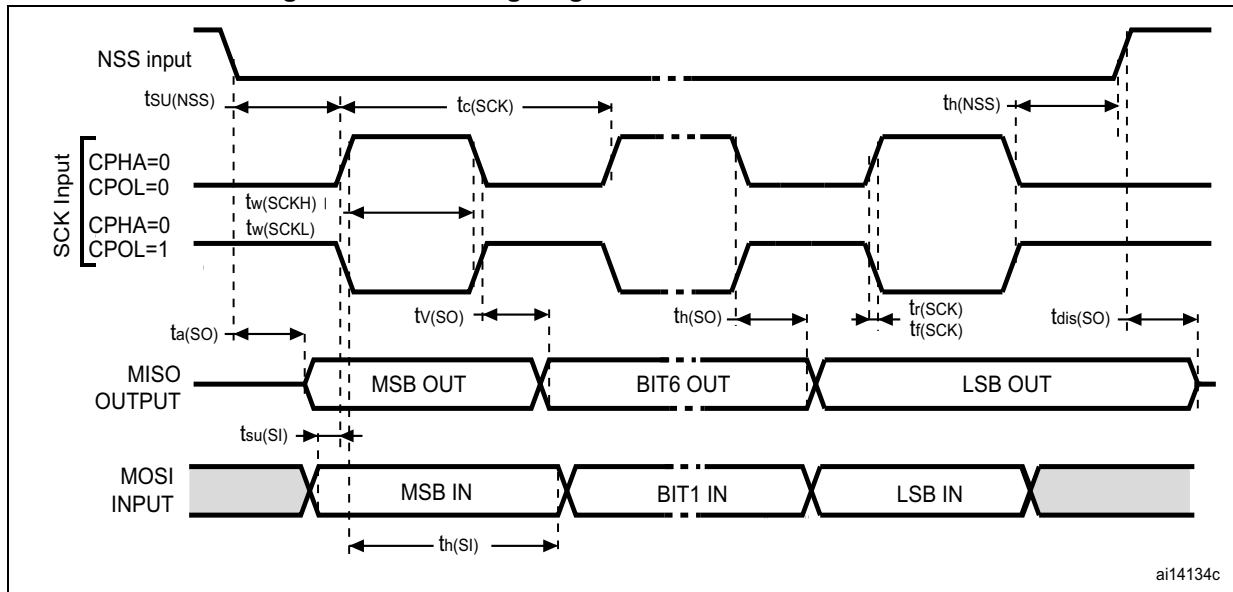 NSS input
tSU(NSS)
tc(SCK)
th(NSS)
SCK Input
CPHA=0
CPOL=0
tw(SCKH)
CPHA=0
tw(SCKL)
CPOL=1
ta(SO)
tV(SO)
th(SO)
tr(SCK)
tf(SCK)
tdis(SO)
MISO
OUTPUT
MSB OUT
BIT6 OUT
LSB OUT
tsu(SI)
MOSI
INPUT
MSB IN
BIT1 IN
LSB IN
th(SI)
ai14134c